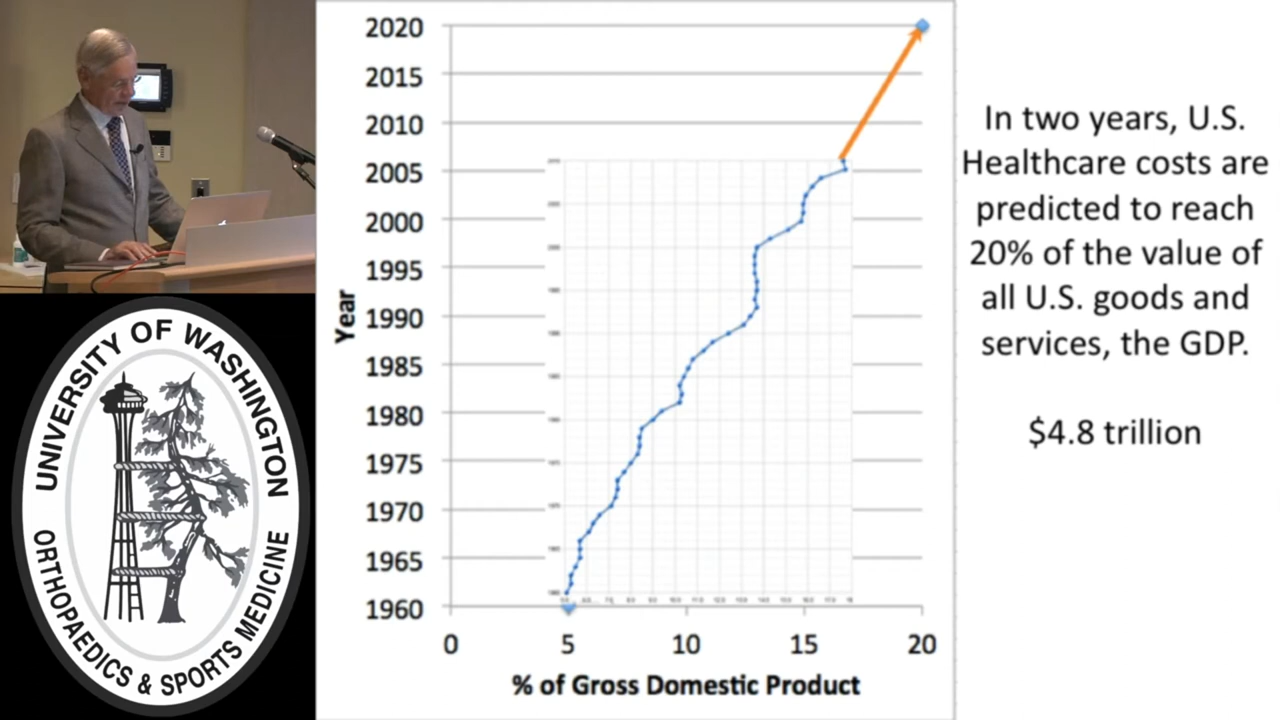 2020
2015
2010
2005
2000
1995
1990
1985
1980
1975
1970
1965
1960
Year
0 5 10 15 20
% of Gross Domestic Product
In two years, U.S.
Healthcare costs are
predicted to reach
20% of the value of
all U.S. goods and
services, the GDP.
$4.8 trillion
UNIVERSITY OF WASHINGTON
ORTHOPAEDICS & SPORTS MEDICINE